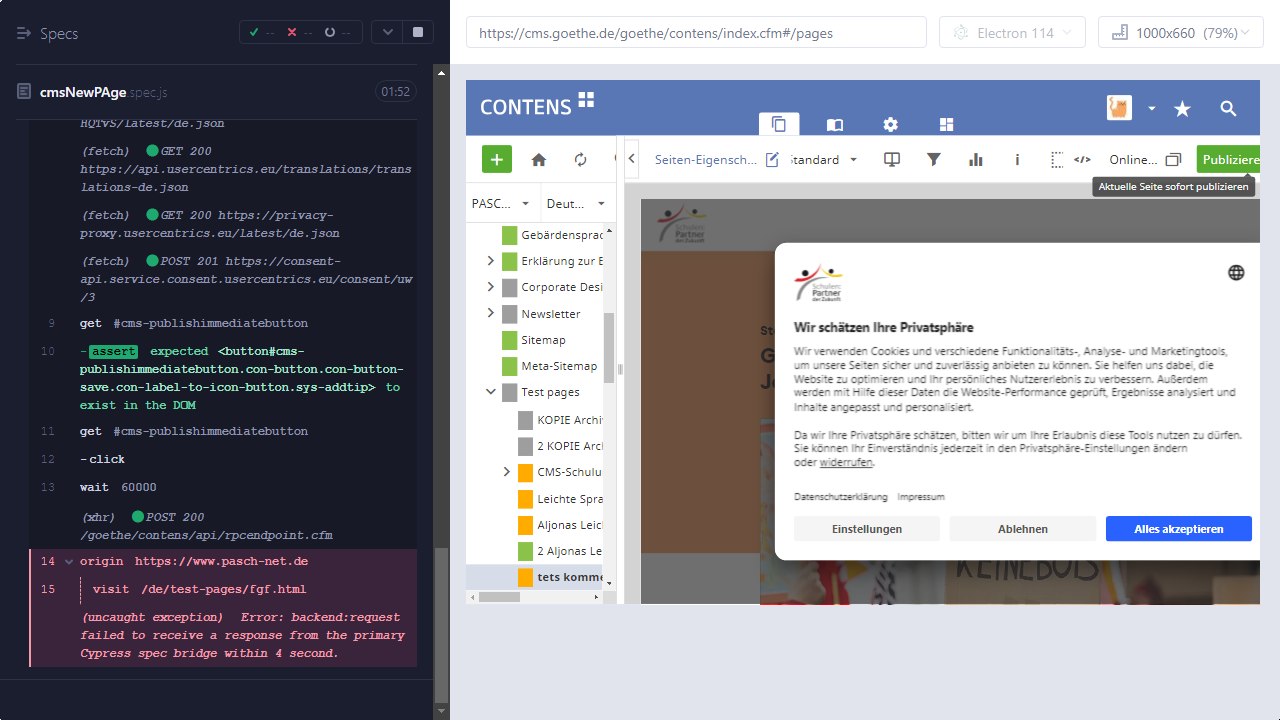 Specs
-- -- --
cmsNewPAge.spec.js
01:52
HQTvS/latest/de.json
(fetch) GET 200
https://api.usercentrics.eu/translations/trans
lations-de.json
(fetch) GET 200 https://privacy-
proxy.usercentrics.eu/latest/de.json
(fetch) POST 201 https://consent-
api.service.consent.usercentrics.eu/consent/uw
/3
9 get #cms-publishimmediatebutton
10 -assert expected <button#cms-
publishimmediatebutton.con-button.con-button-
save.con-label-to-icon-button.sys-addtip> to
exist in the DOM
11 get #cms-publishimmediatebutton
12 -click
13 wait 60000
(xhr) POST 200
/goethe/contens/api/rpcendpoint.cfm
14 origin https://www.pasch-net.de
15 visit /de/test-pages/fgf.html
(uncaught exception) Error: backend:request
failed to receive a response from the primary
Cypress spec bridge within 4 second.
https://cms.goethe.de/goethe/contens/index.cfm#/pages
Electron 114
1000x660 (79%)
CONTENS
Seiten-Eigensch...
Standard
Online...
Publiziere
Aktuelle Seite sofort publizieren
PASC...
Deut...
Gebärdensprac
Erklärung zur B
Corporate Desi
Newsletter
Sitemap
Meta-Sitemap
Test pages
KOPIE Archi
2 KOPIE Arch
CMS-Schulu
Leichte Spra
Aljonas Leic
2 Aljonas Le
tets komme
Schulen:
Partner
der Zukunft
Schulen:
Partner
der Zukunft
Wir schätzen Ihre Privatsphäre
Wir verwenden Cookies und verschiedene Funktionalitäts-, Analyse- und Marketingtools,
um unsere Seiten sicher und zuverlässig anbieten zu können. Sie helfen uns dabei, die
Website zu optimieren und Ihr persönliches Nutzererlebnis zu verbessern. Außerdem
werden mit Hilfe dieser Daten die Website-Performance geprüft, Ergebnisse analysiert und
Inhalte angepasst und personalisiert.
Da wir Ihre Privatsphäre schätzen, bitten wir um Ihre Erlaubnis diese Tools nutzen zu dürfen.
Sie können Ihr Einverständnis jederzeit in den Privatsphäre-Einstellungen ändern
oder widerrufen.
Datenschutzerklärung Impressum
Einstellungen
Ablehnen
Alles akzeptieren
St
G
J
KEINEBOIS